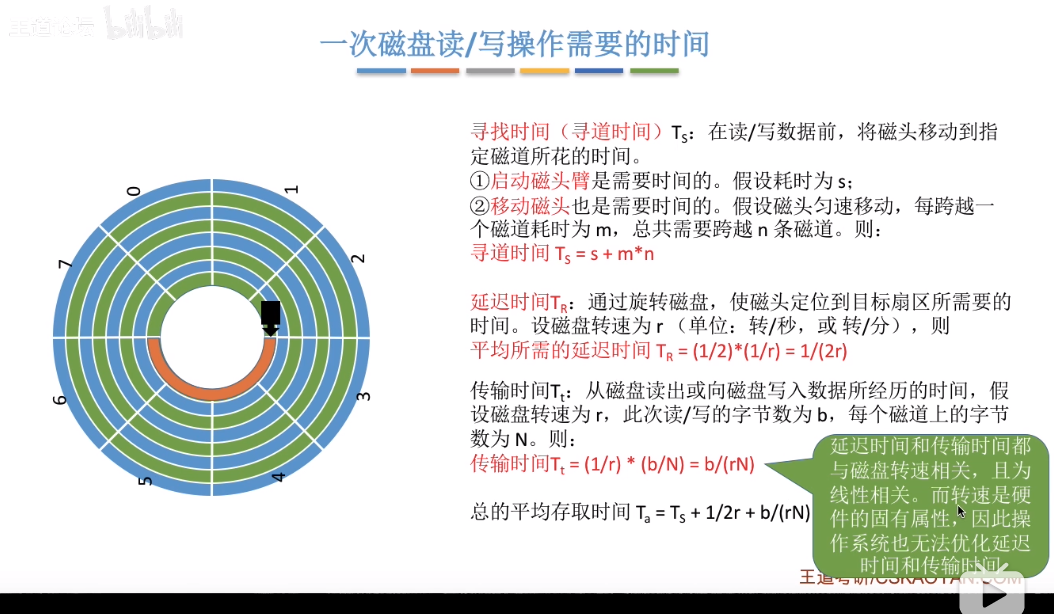 bilibili
一次磁盘读/写操作需要的时间
寻找时间（寻道时间）TS：在读/写数据前，将磁头移动到指
定磁道所花的时间。
①启动磁头臂是需要时间的。假设耗时为 s；
②移动磁头也是需要时间的。假设磁头匀速移动，每跨越一
个磁道耗时为 m，总共需要跨越 n 条磁道。则：
寻道时间 TS = s + m*n
延迟时间TR：通过旋转磁盘，使磁头定位到目标扇区所需要的
时间。设磁盘转速为 r （单位：转/秒，或 转/分），则
平均所需的延迟时间 TR = (1/2)*(1/r) = 1/(2r)
传输时间Tt：从磁盘读出或向磁盘写入数据所经历的时间，假
设磁盘转速为 r，此次读/写的字节数为 b，每个磁道上的字节
数为 N。则：
传输时间Tt = (1/r) * (b/N) = b/(rN)
总的平均存取时间 Ta = TS + 1/2r + b/(rN)
延迟时间和传输时间都
与磁盘转速相关，且为
线性相关。而转速是硬
件的固有属性，因此操
作系统也无法优化延迟
时间和传输时间
王道考研/CSKAOYAN.COM
0
1
2
3
4
5
6
7